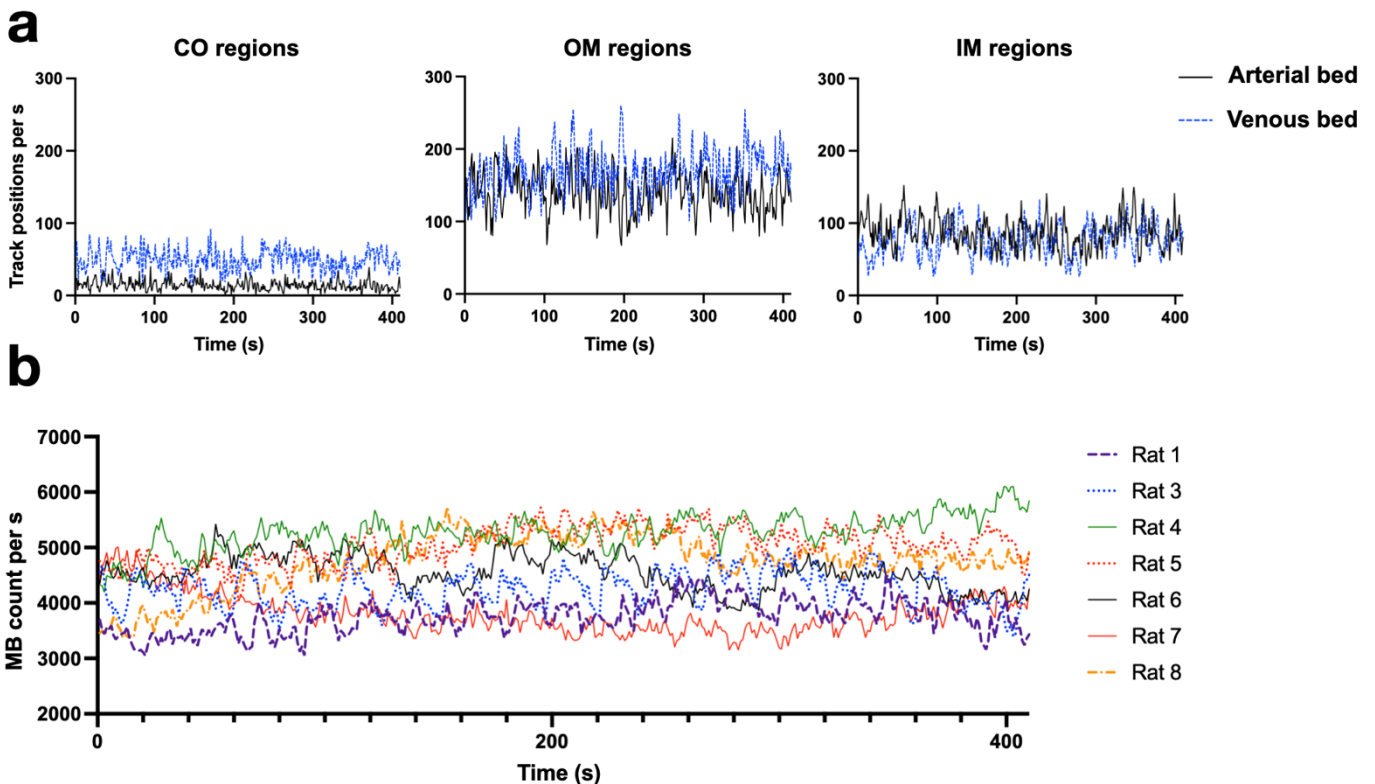 a
CO regions
OM regions
IM regions
Arterial bed
Venous bed
Track positions per s
300
200
100
0
0 100 200 300 400
Time (s)
300
200
100
0
0 100 200 300 400
Time (s)
300
200
100
0
0 100 200 300 400
Time (s)
b
MB count per s
7000
6000
5000
4000
3000
2000
0 200 400
Time (s)
Rat 1
Rat 3
Rat 4
Rat 5
Rat 6
Rat 7
Rat 8